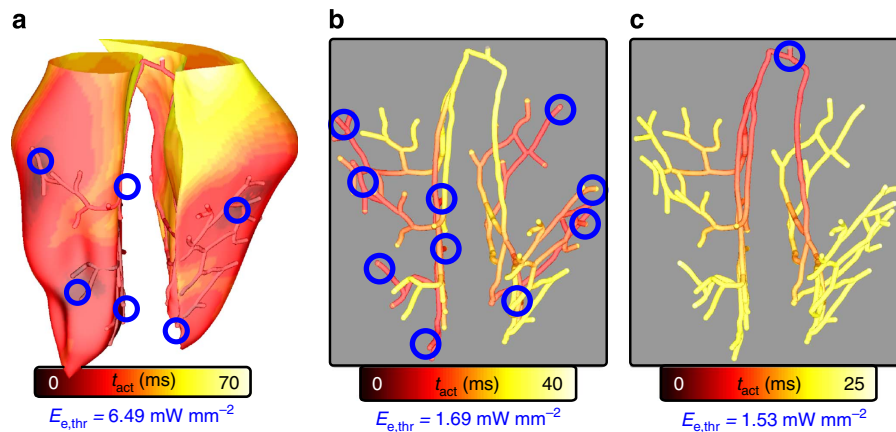 a
b
c
0 t_act (ms) 70
0 t_act (ms) 40
0 t_act (ms) 25
E_e,thr = 6.49 mW mm⁻²
E_e,thr = 1.69 mW mm⁻²
E_e,thr = 1.53 mW mm⁻²